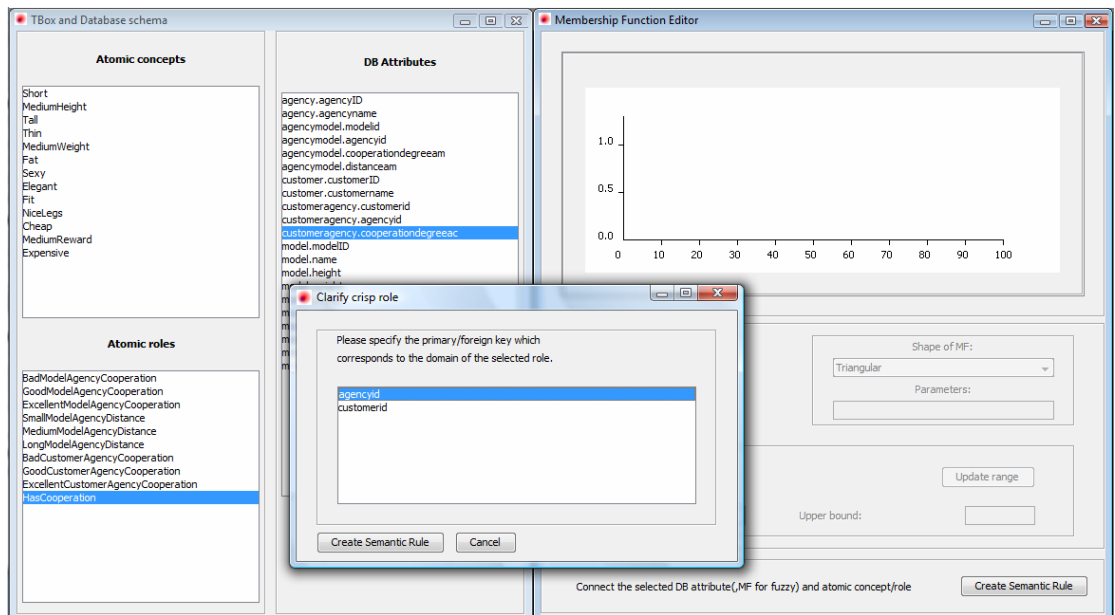 TBox and Database schema
Atomic concepts
Short
MediumHeight
Tall
Thin
MediumWeight
Fat
Sexy
Elegant
Fit
NiceLegs
Cheap
MediumReward
Expensive
Atomic roles
BadModelAgencyCooperation
GoodModelAgencyCooperation
ExcellentModelAgencyCooperation
SmallModelAgencyDistance
MediumModelAgencyDistance
LongModelAgencyDistance
BadCustomerAgencyCooperation
GoodCustomerAgencyCooperation
ExcellentCustomerAgencyCooperation
HasCooperation
DB Attributes
agency.agencyID
agency.agencyname
agencymodel.modelid
agencymodel.agencyid
agencymodel.cooperationdegreeam
agencymodel.distanceam
customer.customerID
customer.customername
customeragency.customerid
customeragency.agencyid
customeragency.cooperationdegreeac
model.modelID
model.name
model.height
Membership Function Editor
1.0
0.5
0.0
0 10 20 30 40 50 60 70 80 90 100
Shape of MF:
Triangular
Parameters:
Update range
Upper bound:
Connect the selected DB attribute(,MF for fuzzy) and atomic concept/role
Create Semantic Rule
Clarify crisp role
Please specify the primary/foreign key which
corresponds to the domain of the selected role.
agencyid
customerid
Create Semantic Rule
Cancel